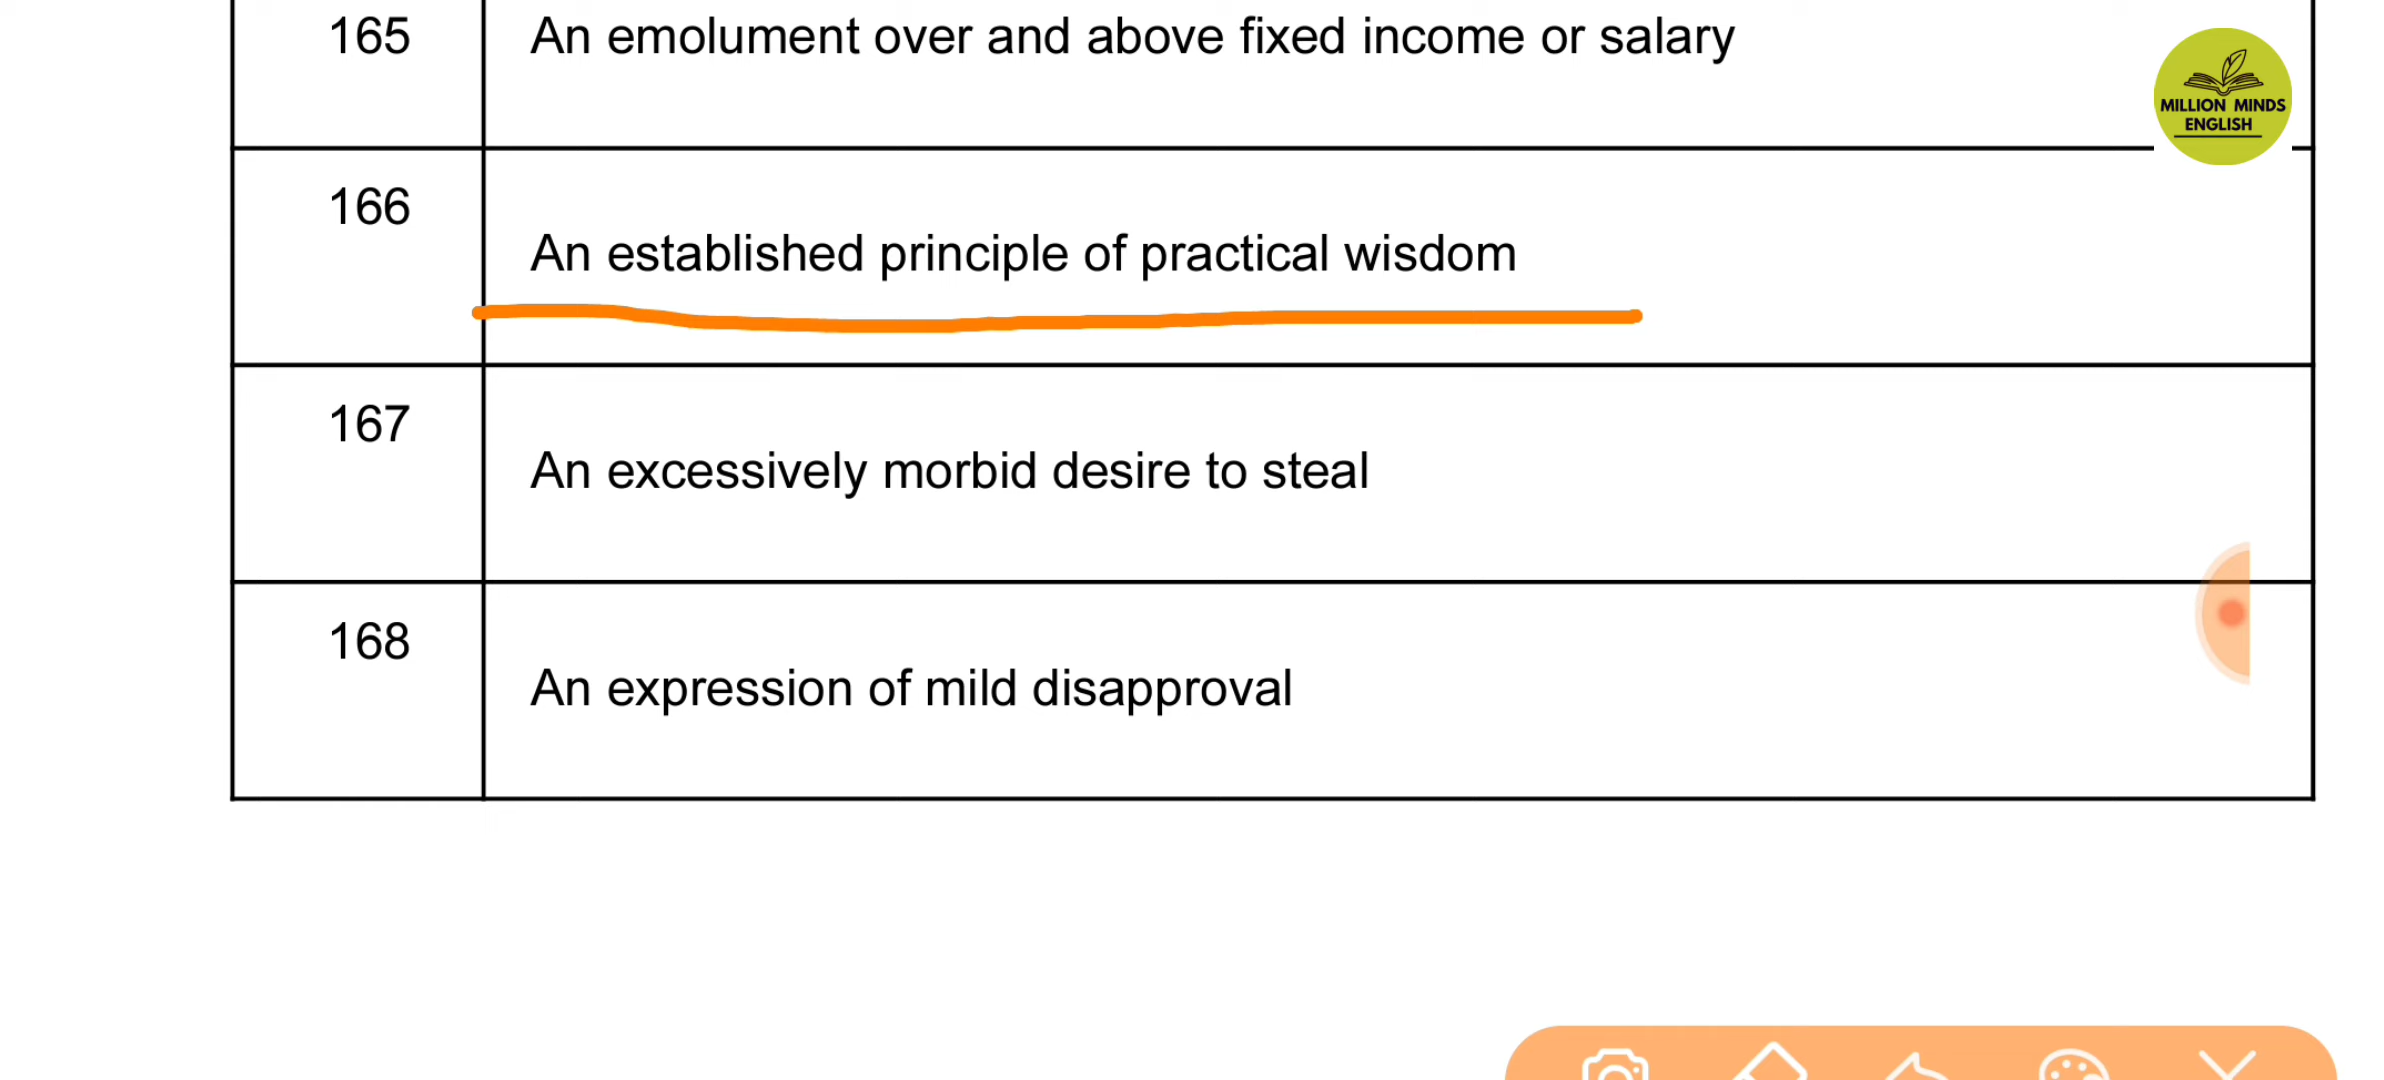 165 An emolument over and above fixed income or salary
MILLION MINDS
ENGLISH
166
An established principle of practical wisdom
167
An excessively morbid desire to steal
168
An expression of mild disapproval